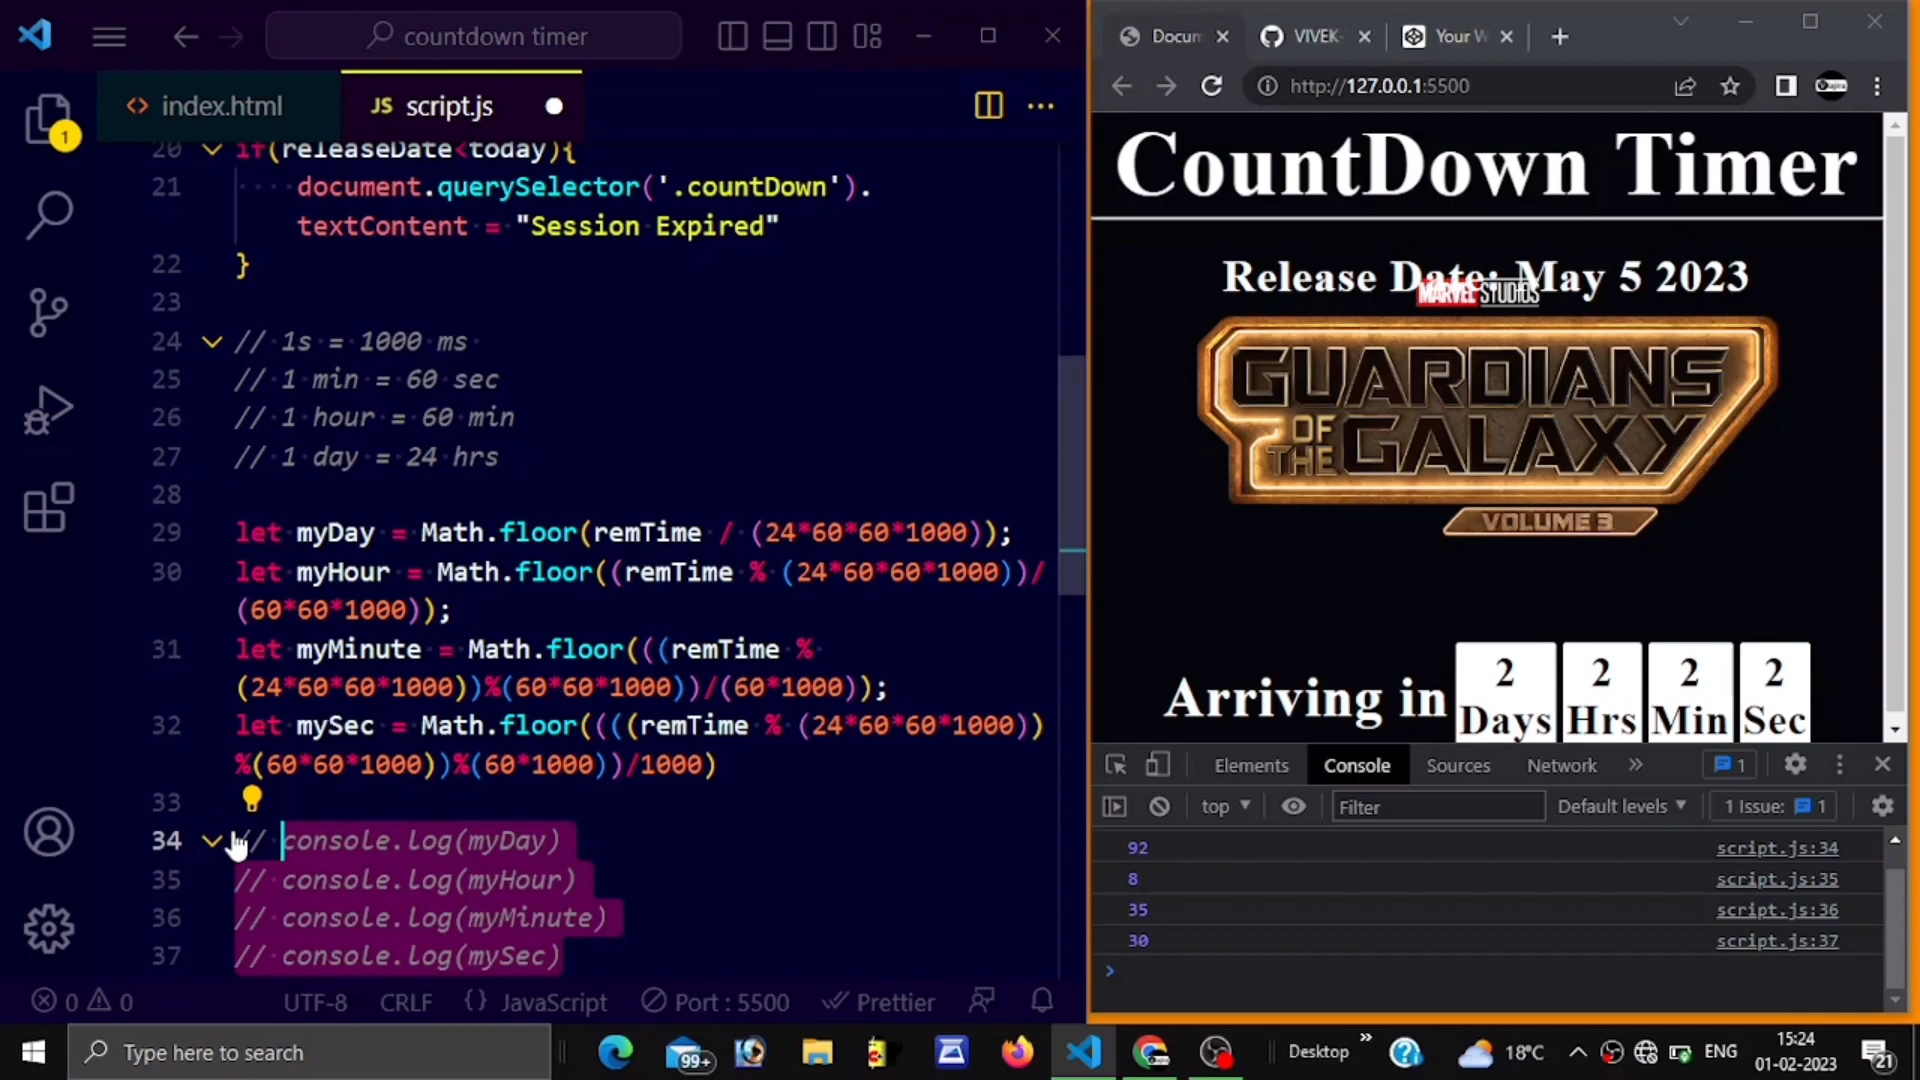 countdown timer
index.html
JS script.js
1
20 if(releaseDate<today){
21 document.querySelector('.countDown').
textContent = "Session Expired"
22 }
23
24 // 1s = 1000 ms
25 // 1 min = 60 sec
26 // 1 hour = 60 min
27 // 1 day = 24 hrs
28
29 let myDay = Math.floor(remTime / (24*60*60*1000));
30 let myHour = Math.floor((remTime % (24*60*60*1000))/
(60*60*1000));
31 let myMinute = Math.floor(((remTime %
(24*60*60*1000))%(60*60*1000))/(60*1000));
32 let mySec = Math.floor((((remTime % (24*60*60*1000))
%(60*60*1000))%(60*1000))/1000)
33
34 // console.log(myDay)
35 // console.log(myHour)
36 // console.log(myMinute)
37 // console.log(mySec)
0 0 UTF-8 CRLF {} JavaScript Port : 5500 Prettier
Docum VIVEK- Your W
http://127.0.0.1:5500
CountDown Timer
Release Date: May 5 2023
MARVEL STUDIOS
GUARDIANS
OF THE GALAXY
VOLUME 3
Arriving in 2 Days 2 Hrs 2 Min 2 Sec
Elements Console Sources Network 1
top Filter Default levels 1 Issue: 1
92 script.js:34
8 script.js:35
35 script.js:36
30 script.js:37
Type here to search 99+ Desktop 18°C ENG 15:24
01-02-2023 21